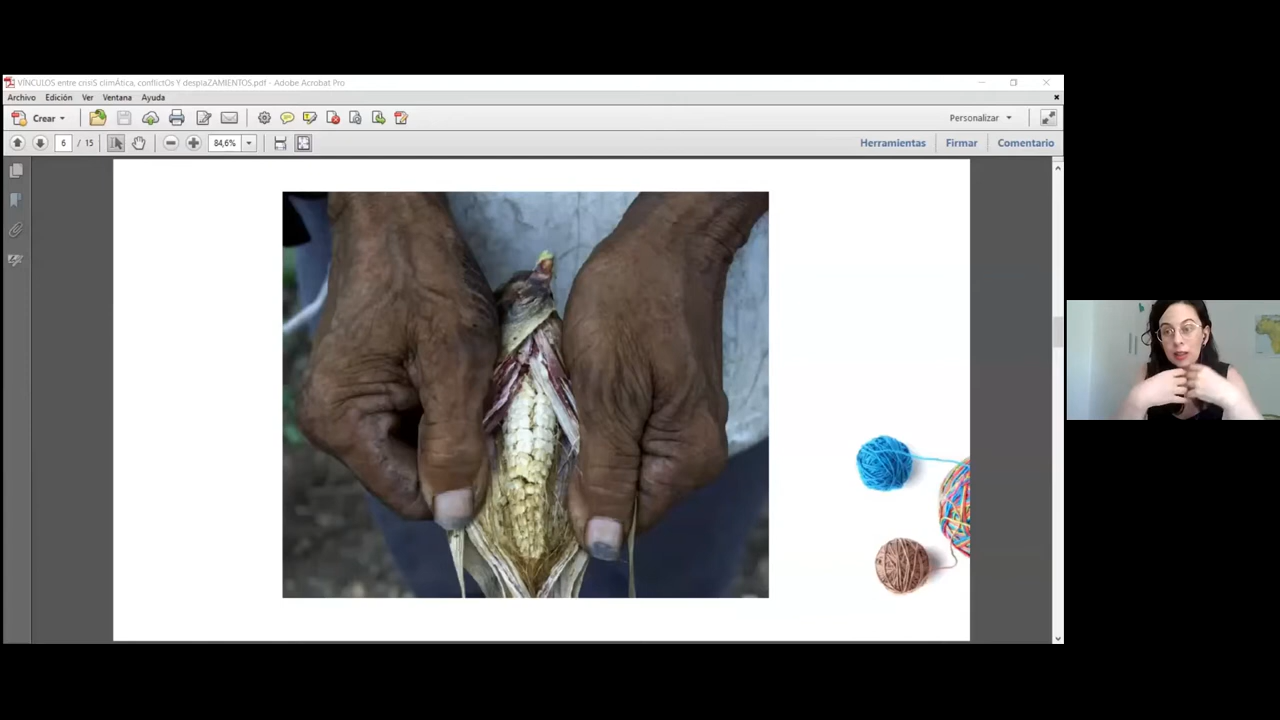 VÍNCULOS entre crisiS climÁtica, conflictOs Y desplaZAMIENTOS.pdf - Adobe Acrobat Pro
Archivo Edición Ver Ventana Ayuda
Crear Personalizar
6 / 15 84,6% Herramientas Firmar Comentario